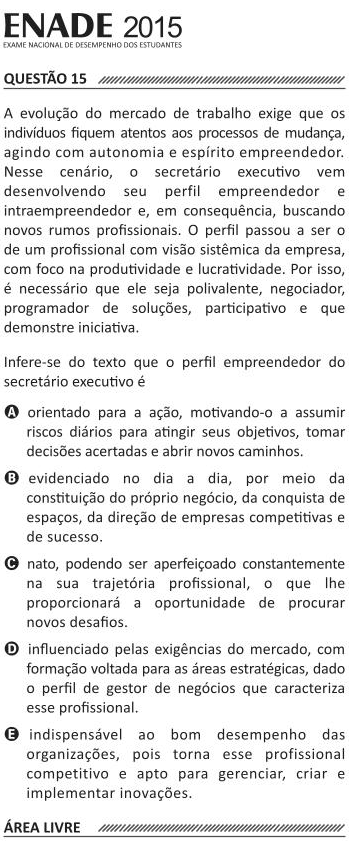 ENADE 2015
EXAME NACIONAL DE DESEMPENHO DOS ESTUDANTES
QUESTÃO 15
A evolução do mercado de trabalho exige que os
indivíduos fiquem atentos aos processos de mudança,
agindo com autonomia e espírito empreendedor.
Nesse cenário, o secretário executivo vem
desenvolvendo seu perfil empreendedor e
intraempreendedor e, em consequência, buscando
novos rumos profissionais. O perfil passou a ser o
de um profissional com visão sistêmica da empresa,
com foco na produtividade e lucratividade. Por isso,
é necessário que ele seja polivalente, negociador,
programador de soluções, participativo e que
demonstre iniciativa.
Infere-se do texto que o perfil empreendedor do
secretário executivo é
A orientado para a ação, motivando-o a assumir
riscos diários para atingir seus objetivos, tomar
decisões acertadas e abrir novos caminhos.
B evidenciado no dia a dia, por meio da
constituição do próprio negócio, da conquista de
espaços, da direção de empresas competitivas e
de sucesso.
C nato, podendo ser aperfeiçoado constantemente
na sua trajetória profissional, o que lhe
proporcionará a oportunidade de procurar
novos desafios.
D influenciado pelas exigências do mercado, com
formação voltada para as áreas estratégicas, dado
o perfil de gestor de negócios que caracteriza
esse profissional.
E indispensável ao bom desempenho das
organizações, pois torna esse profissional
competitivo e apto para gerenciar, criar e
implementar inovações.
ÁREA LIVRE